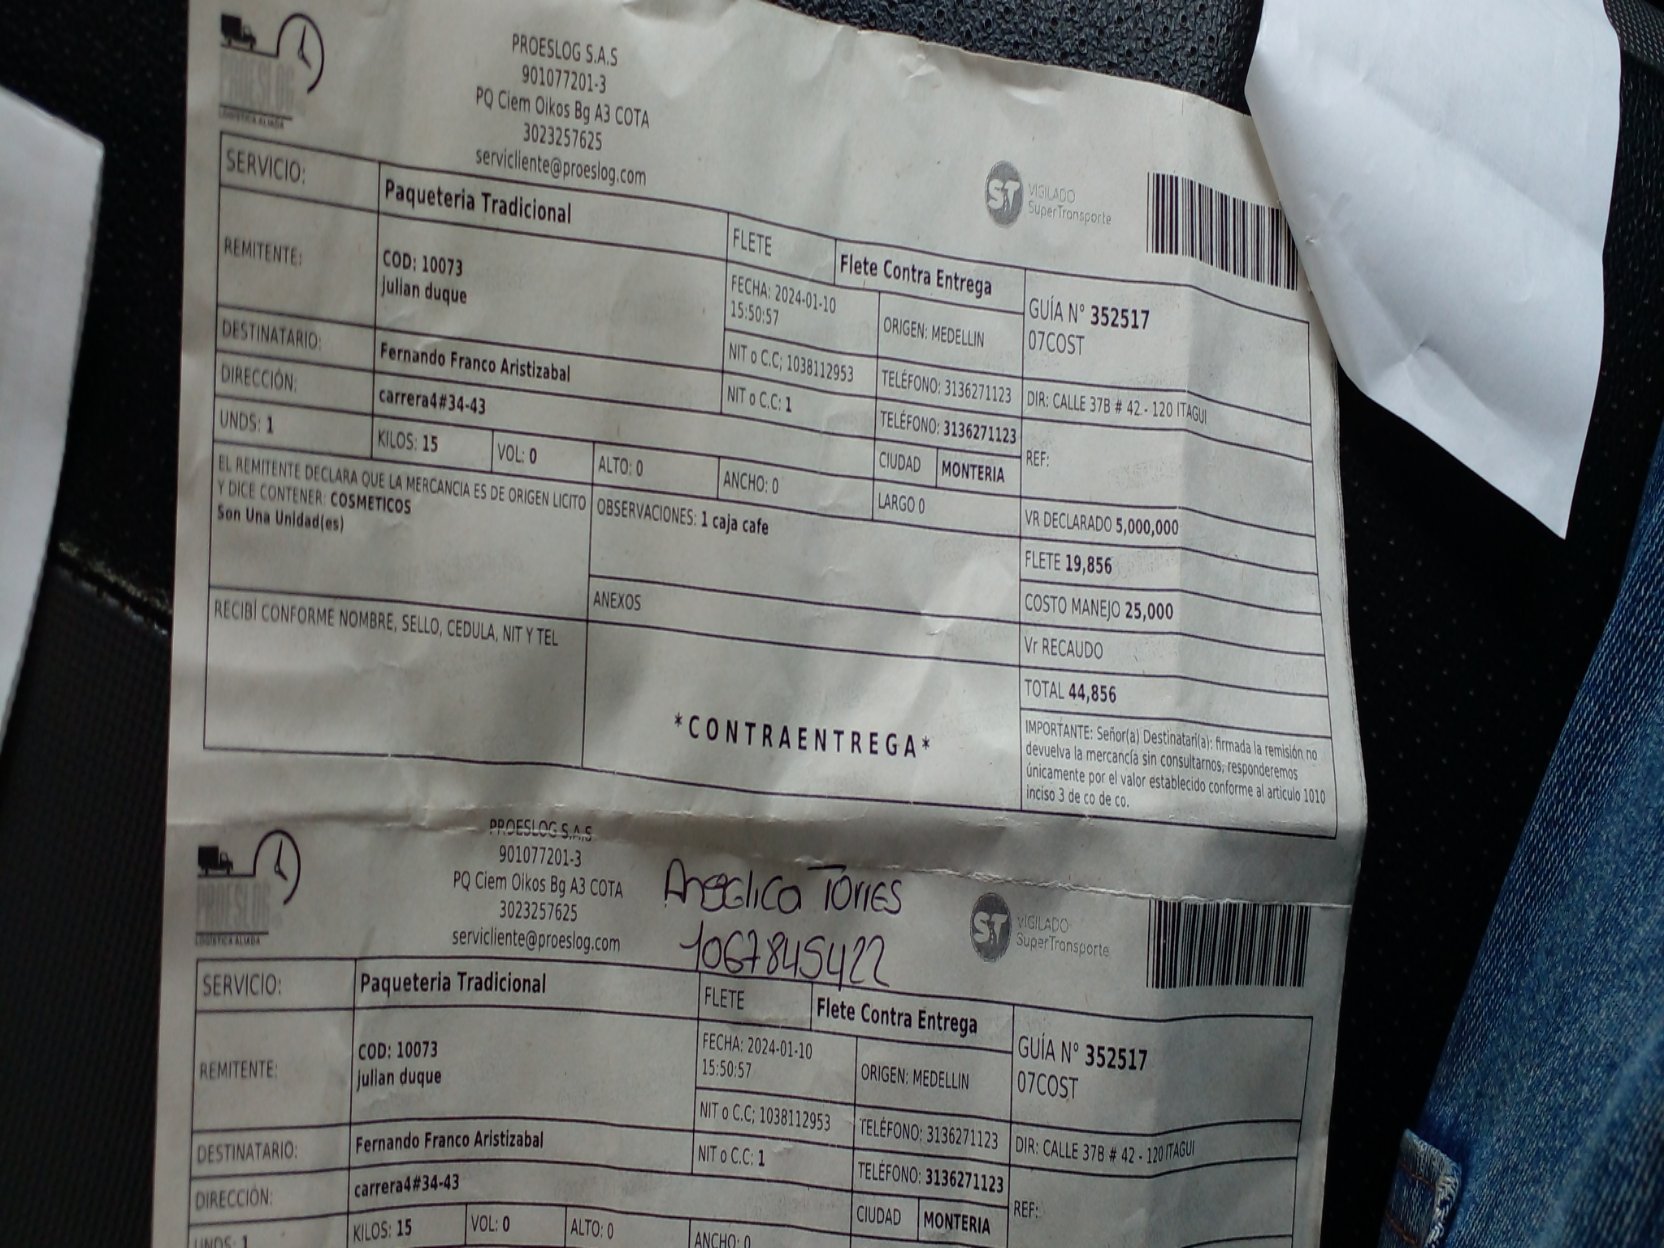 PROESLOG
LOGISTICA ALIADA
PROESLOG S.A.S
901077201-3
PQ Ciem Oikos Bg A3 COTA
3023257625
servicliente@proeslog.com
ST VIGILADO
SuperTransporte
SERVICIO: Paqueteria Tradicional FLETE Flete Contra Entrega
REMITENTE: COD: 10073
julian duque
FECHA: 2024-01-10
15:50:57
ORIGEN: MEDELLIN
GUÍA N° 352517
07COST
NIT o C.C; 1038112953 TELÉFONO: 3136271123 DIR: CALLE 37B # 42 - 120 ITAGUI
DESTINATARIO: Fernando Franco Aristizabal NIT o C.C: 1 TELÉFONO: 3136271123 REF:
DIRECCIÓN: carrera4#34-43 CIUDAD MONTERIA
UNDS: 1 KILOS: 15 VOL: 0 ALTO: 0 ANCHO: 0 LARGO 0 VR DECLARADO 5,000,000
EL REMITENTE DECLARA QUE LA MERCANCIA ES DE ORIGEN LICITO
Y DICE CONTENER: COSMETICOS
Son Una Unidad(es)
OBSERVACIONES: 1 caja cafe
FLETE 19,856
COSTO MANEJO 25,000
ANEXOS
Vr RECAUDO
RECIBÍ CONFORME NOMBRE, SELLO, CEDULA, NIT Y TEL
TOTAL 44,856
*CONTRAENTREGA*
IMPORTANTE: Señor(a) Destinatari(a): firmada la remisión no
devuelva la mercancía sin consultarnos, responderemos
únicamente por el valor establecido conforme al articulo 1010
inciso 3 de co de co.
PROESLOG
LOGISTICA ALIADA
PROESLOG S.A.S
901077201-3
PQ Ciem Oikos Bg A3 COTA
3023257625
servicliente@proeslog.com
Angelica Torres
1067845422
ST VIGILADO
SuperTransporte
SERVICIO: Paqueteria Tradicional FLETE Flete Contra Entrega
REMITENTE: COD: 10073
julian duque
FECHA: 2024-01-10
15:50:57
ORIGEN: MEDELLIN
GUÍA N° 352517
07COST
NIT o C.C; 1038112953 TELÉFONO: 3136271123 DIR: CALLE 37B # 42 - 120 ITAGUI
DESTINATARIO: Fernando Franco Aristizabal NIT o C.C: 1 TELÉFONO: 3136271123 REF:
DIRECCIÓN: carrera4#34-43 CIUDAD MONTERIA
UNDS: 1 KILOS: 15 VOL: 0 ALTO: 0 ANCHO: 0